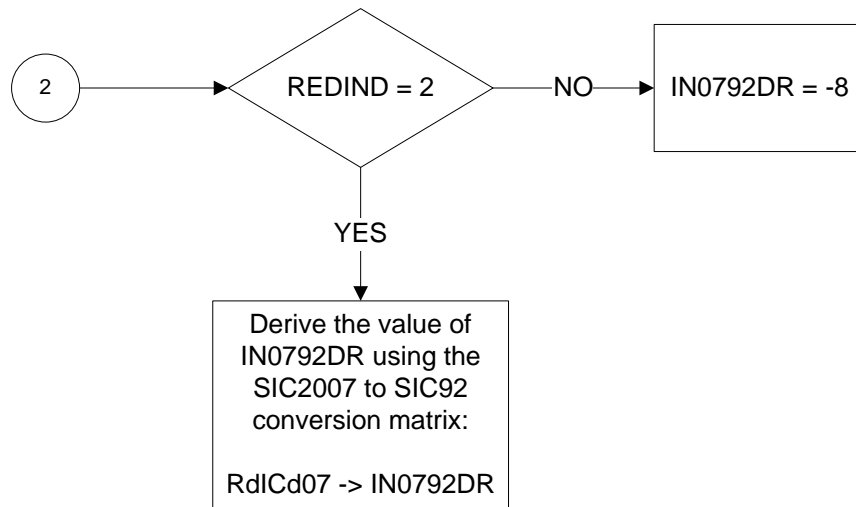 2
REDIND = 2
NO
IN0792DR = -8
YES
Derive the value of
IN0792DR using the
SIC2007 to SIC92
conversion matrix:
RdICd07 -> IN0792DR